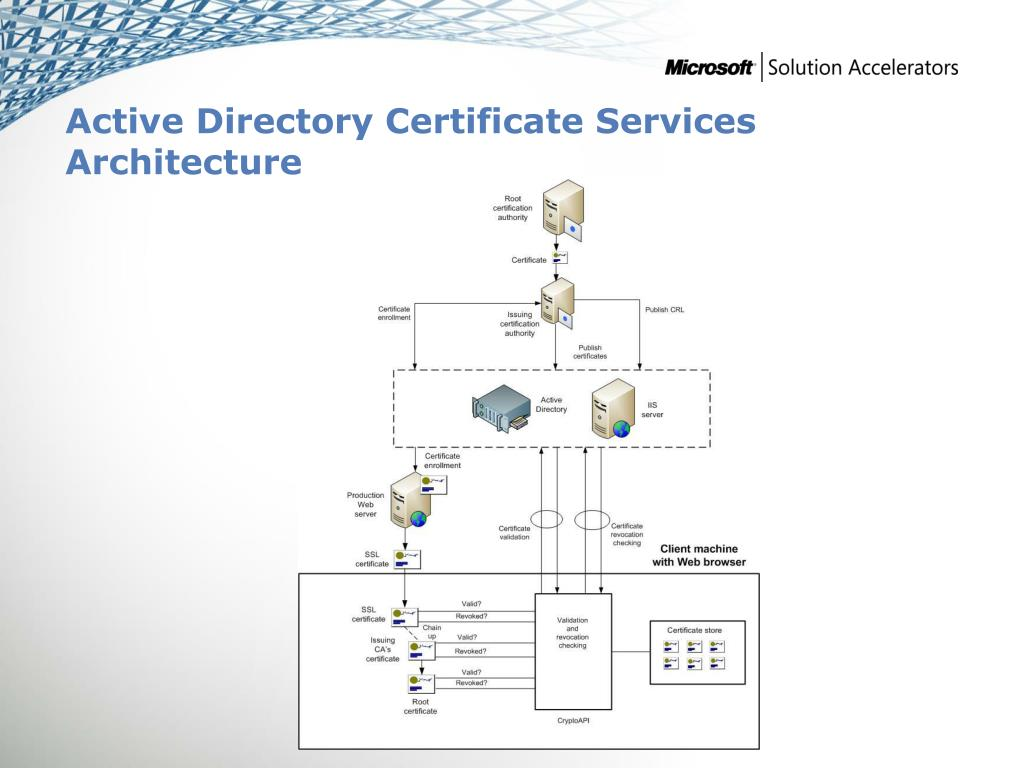 Microsoft Solution Accelerators
Active Directory Certificate Services
Architecture
Root
certification
authority
Certificate
Certificate
enrollment
Issuing
certification
authority
Publish CRL
Publish
certificates
Active
Directory
IIS
server
Certificate
enrollment
Production
Web
server
Certificate
validation
Certificate
revocation
checking
SSL
certificate
Client machine
with Web browser
SSL
certificate
Valid?
Revoked?
Chain
up
Issuing
CA's
certificate
Valid?
Revoked?
Valid?
Revoked?
Root
certificate
Validation
and
revocation
checking
CryptoAPI
Certificate store